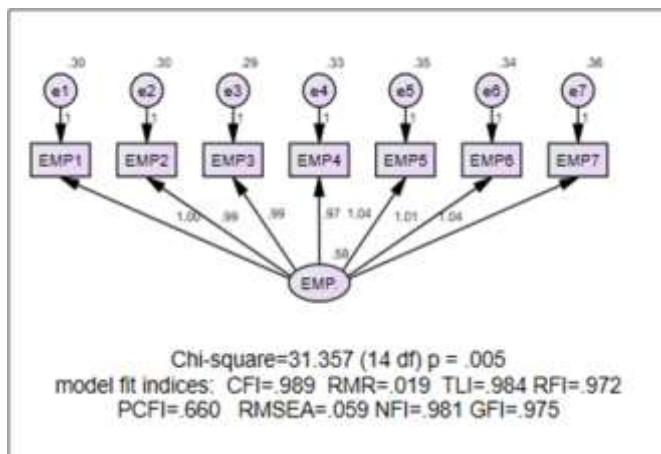 .30 .30 .29 .33 .35 .34 .36
e1 e2 e3 e4 e5 e6 e7
1 1 1 1 1 1 1
EMP1 EMP2 EMP3 EMP4 EMP5 EMP6 EMP7
1.00 .99 .99 .97 1.04 1.01 1.04
.58
EMP.
Chi-square=31.357 (14 df) p = .005
model fit indices: CFI=.989 RMR=.019 TLI=.984 RFI=.972
PCFI=.660 RMSEA=.059 NFI=.981 GFI=.975